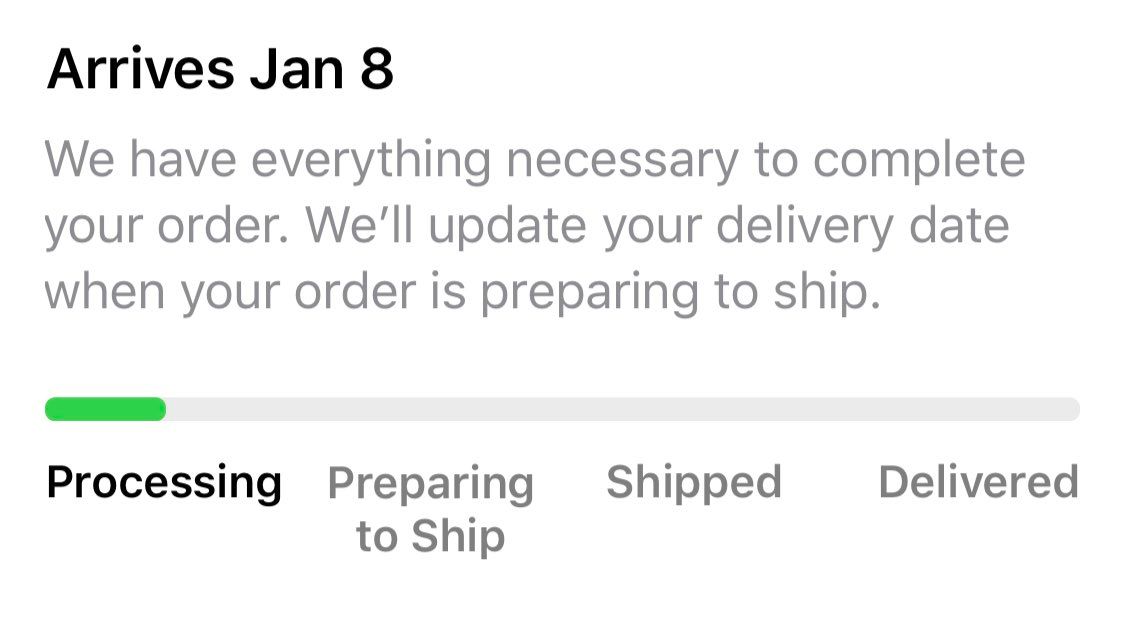 Arrives Jan 8
We have everything necessary to complete
your order. We’ll update your delivery date
when your order is preparing to ship.
Processing
Preparing
to Ship
Shipped
Delivered